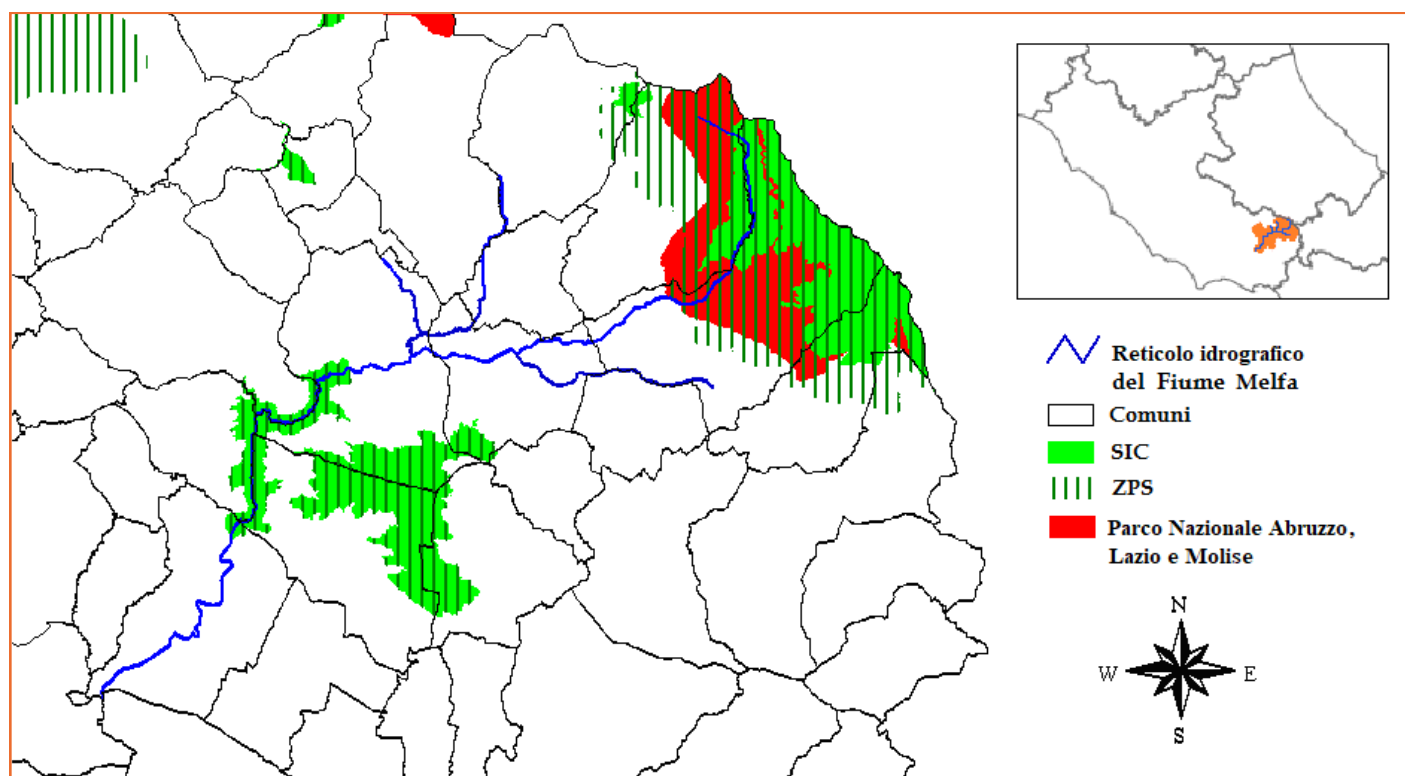 Reticolo idrografico
del Fiume Melfa
Comuni
SIC
ZPS
Parco Nazionale Abruzzo,
Lazio e Molise
N
W E
S